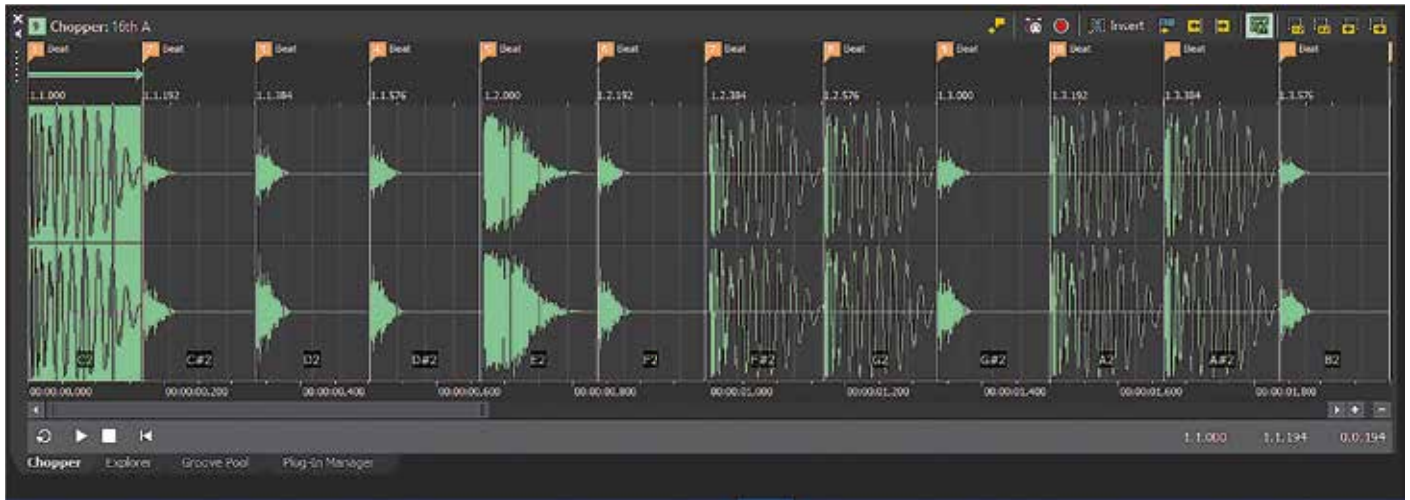 Chopper: 16th A
Insert
1 Beat 2 Beat 3 Beat 4 Beat 5 Beat 6 Beat 7 Beat 8 Beat 9 Beat 10 Beat Beat Beat
1.1.000 1.1.192 1.1.384 1.1.576 1.2.000 1.2.192 1.2.384 1.2.576 1.3.000 1.3.192 1.3.384 1.3.576
C2 C#2 D2 D#2 E2 F2 F#2 G2 G#2 A2 A#2 B2
00:00:00.000 00:00:00.200 00:00:00.400 00:00:00.600 00:00:00.800 00:00:01.000 00:00:01.200 00:00:01.400 00:00:01.600 00:00:01.800
1.1.000 1.1.194 0.0.194
Chopper Explorer Groove Pool Plug-In Manager